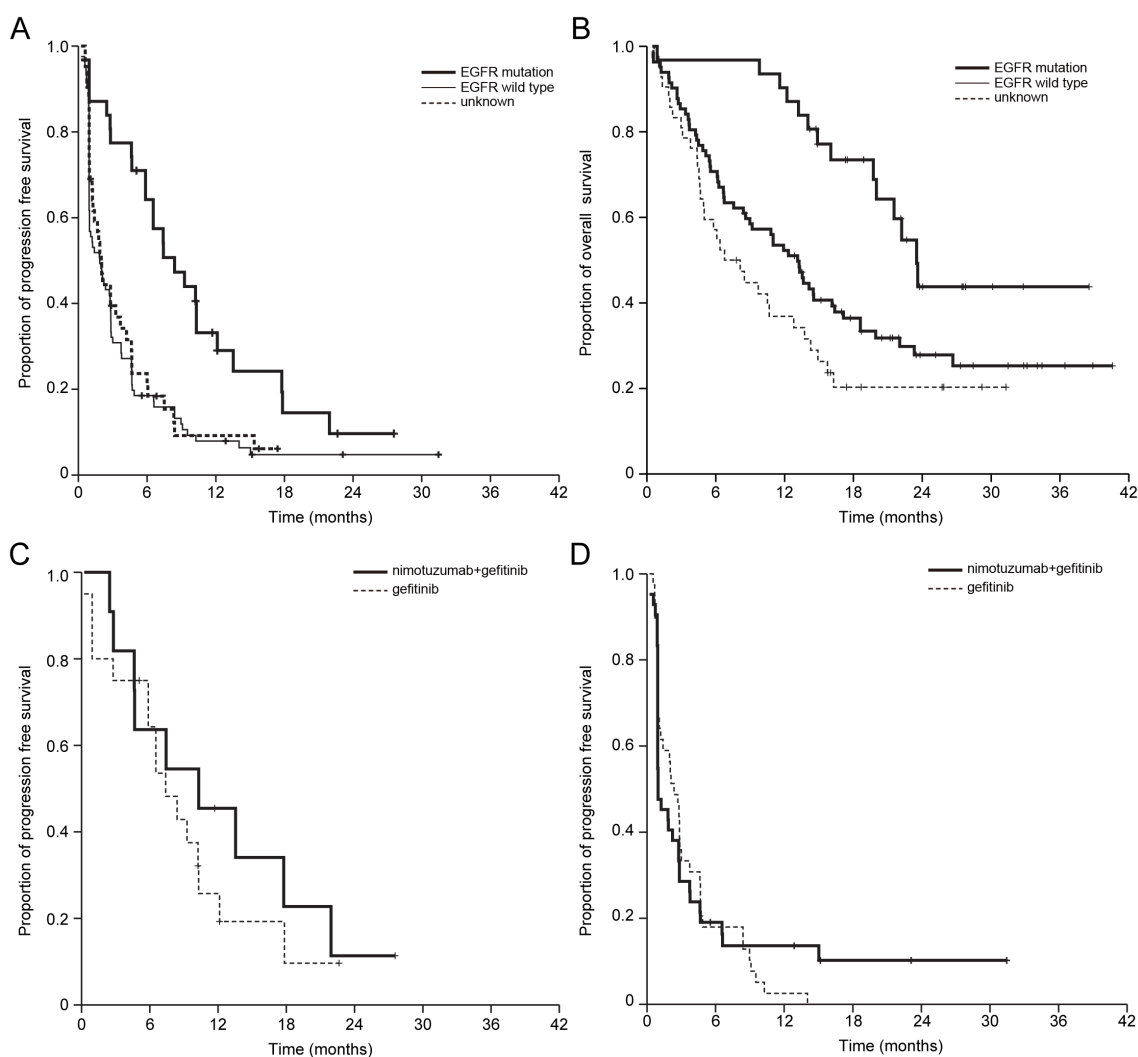 A
1.0
0.8
0.6
0.4
0.2
0
0 6 12 18 24 30 36 42
Proportion of progression free survival
Time (months)
EGFR mutation
EGFR wild type
unknown
B
1.0
0.8
0.6
0.4
0.2
0
0 6 12 18 24 30 36 42
Proportion of overall survival
Time (months)
EGFR mutation
EGFR wild type
unknown
C
1.0
0.8
0.6
0.4
0.2
0
0 6 12 18 24 30 36 42
Proportion of progression free survival
Time (months)
nimotuzumab+gefitinib
gefitinib
D
1.0
0.8
0.6
0.4
0.2
0
0 6 12 18 24 30 36 42
Proportion of progression free survival
Time (months)
nimotuzumab+gefitinib
gefitinib